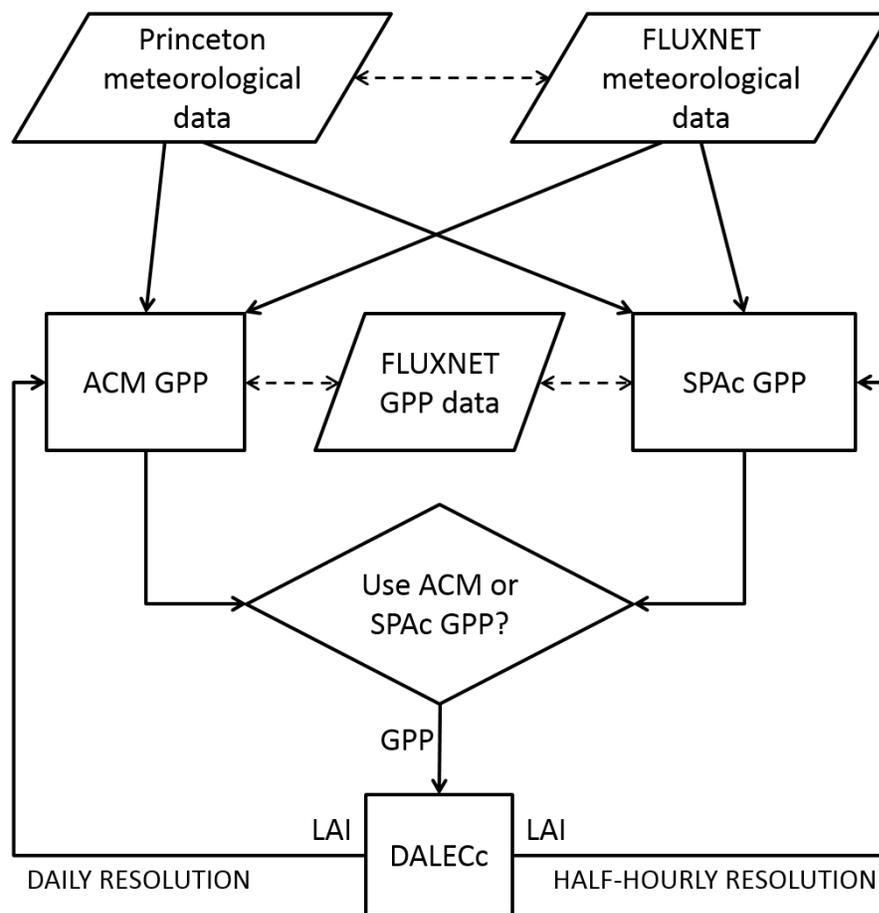 Princeton
meteorological
data
FLUXNET
meteorological
data
ACM GPP
FLUXNET
GPP data
SPAc GPP
Use ACM or
SPAc GPP?
GPP
LAI
DALECc
LAI
DAILY RESOLUTION
HALF-HOURLY RESOLUTION